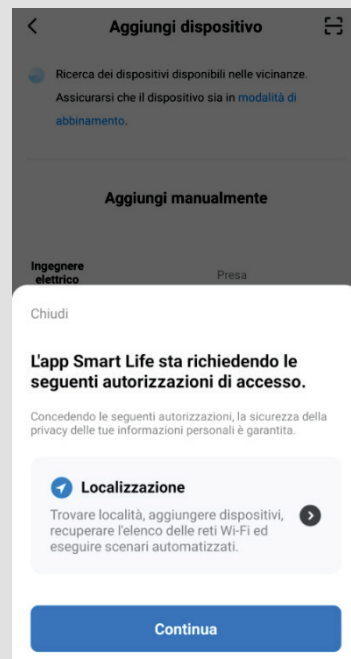 Aggiungi dispositivo
Ricerca dei dispositivi disponibili nelle vicinanze.
Assicurarsi che il dispositivo sia in modalità di
abbinamento.
Aggiungi manualmente
Ingegnere
elettrico
Presa
Chiudi
L'app Smart Life sta richiedendo le
seguenti autorizzazioni di accesso.
Concedendo le seguenti autorizzazioni, la sicurezza della
privacy delle tue informazioni personali è garantita.
Localizzazione
Trovare località, aggiungere dispositivi,
recuperare l'elenco delle reti Wi-Fi ed
eseguire scenari automatizzati.
Continua